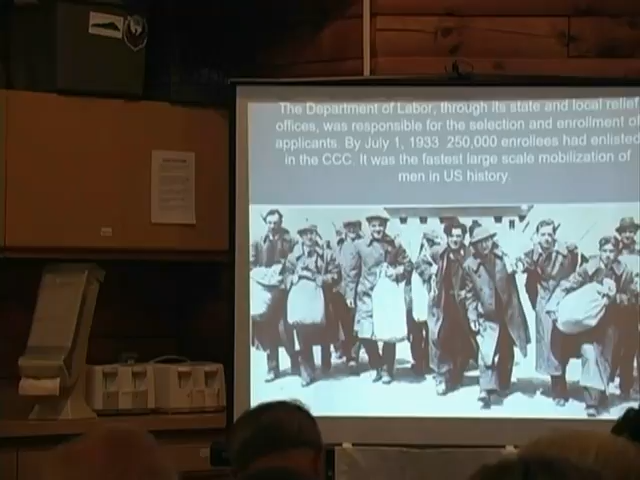 The Department of Labor, through its state and local relief
offices, was responsible for the selection and enrollment of
applicants. By July 1, 1933 250,000 enrollees had enlisted
in the CCC. It was the fastest large scale mobilization of
men in US history.